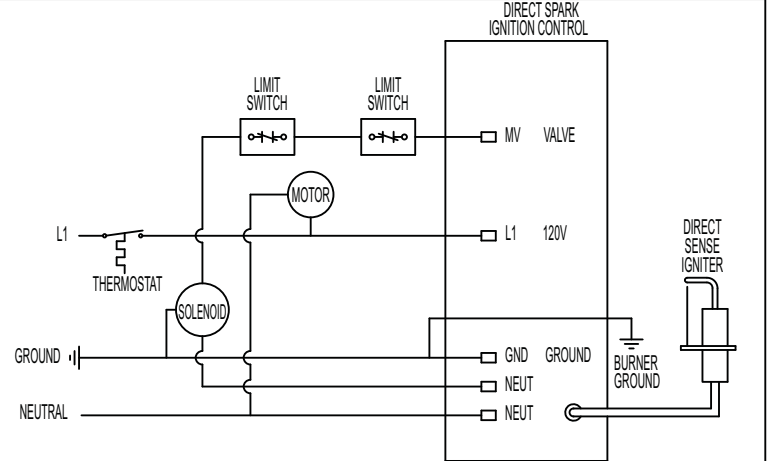 DIRECT SPARK
IGNITION CONTROL
LIMIT
SWITCH
LIMIT
SWITCH
MV VALVE
MOTOR
L1
L1 120V
THERMOSTAT
DIRECT
SENSE
IGNITER
SOLENOID
GROUND
GND GROUND
BURNER
GROUND
NEUT
NEUTRAL
NEUT